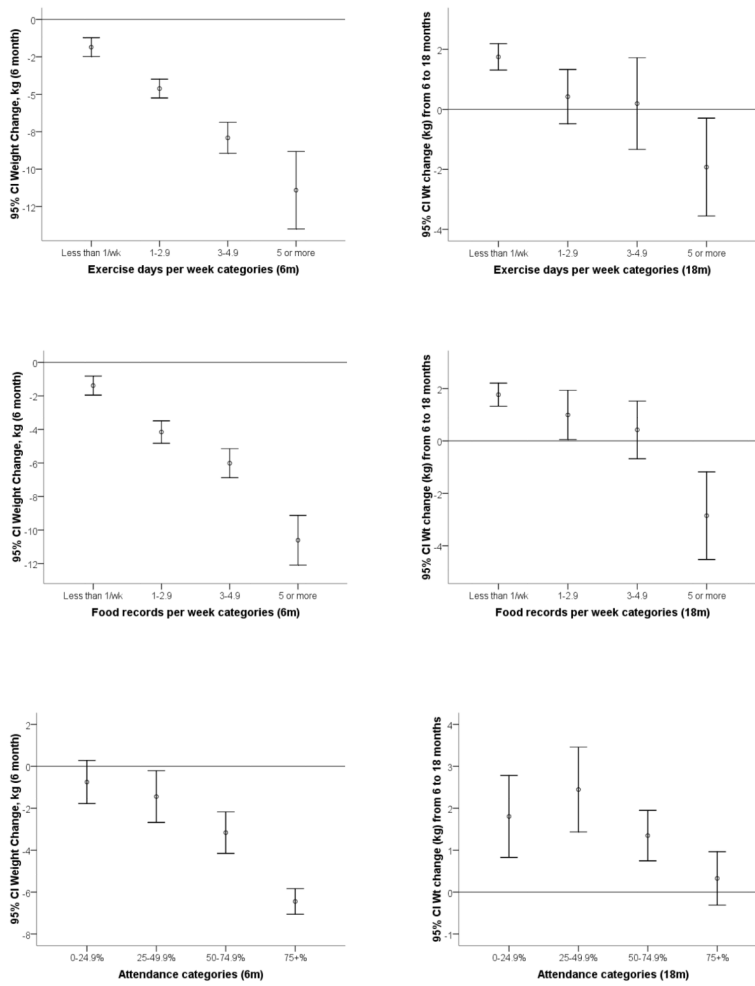 95% CI Weight Change, kg (6 month)
0
-2
-5
-8
-10
-12
Less than 1/wk 1-2.9 3-4.9 5 or more
Exercise days per week categories (6m)
95% CI Wt change (kg) from 6 to 18 months
2
0
-2
-4
Less than 1/wk 1-2.9 3-4.9 5 or more
Exercise days per week categories (18m)
95% CI Weight Change, kg (6 month)
0
-2
-4
-6
-8
-10
-12
Less than 1/wk 1-2.9 3-4.9 5 or more
Food records per week categories (6m)
95% CI Wt change (kg) from 6 to 18 months
2
0
-2
-4
Less than 1/wk 1-2.9 3-4.9 5 or more
Food records per week categories (18m)
95% CI Weight Change, kg (6 month)
2
0
-2
-4
-6
-8
0-24.9% 25-49.9% 50-74.9% 75+%
Attendance categories (6m)
95% CI Wt change (kg) from 6 to 18 months
4
3
2
1
0
-1
0-24.9% 25-49.9% 50-74.9% 75+%
Attendance categories (18m)